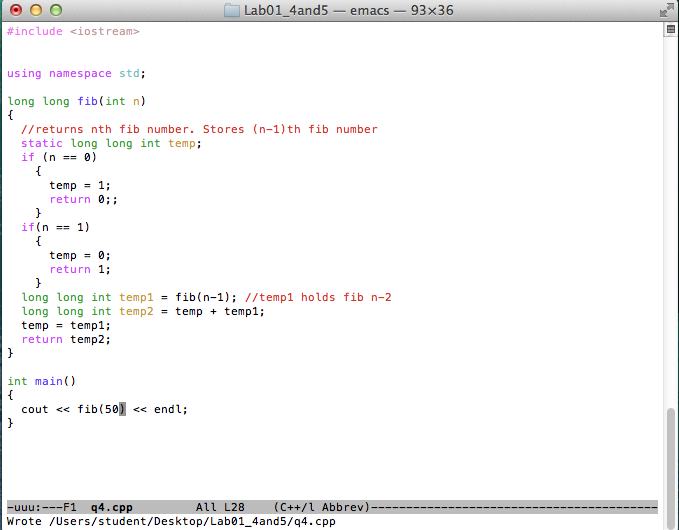 Lab01_4and5 — emacs — 93×36
#include <iostream>
using namespace std;
long long fib(int n)
{
//returns nth fib number. Stores (n-1)th fib number
static long long int temp;
if (n == 0)
{
temp = 1;
return 0;;
}
if(n == 1)
{
temp = 0;
return 1;
}
long long int temp1 = fib(n-1); //temp1 holds fib n-2
long long int temp2 = temp + temp1;
temp = temp1;
return temp2;
}
int main()
{
cout << fib(50) << endl;
}
-uuu:---F1  q4.cpp         All L28    (C++/l Abbrev)-----------------------------------------
Wrote /Users/student/Desktop/Lab01_4and5/q4.cpp